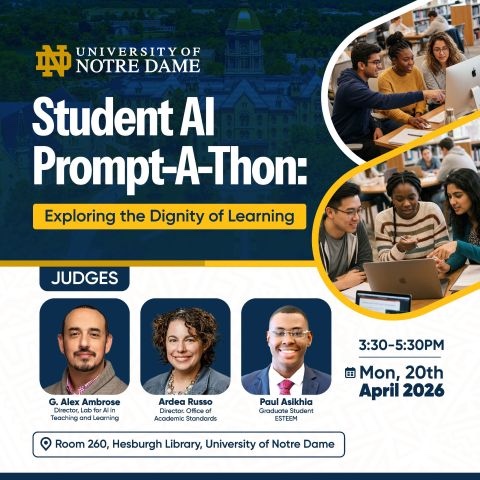 UNIVERSITY OF
NOTRE DAME
Student AI
Prompt-A-Thon:
Exploring the Dignity of Learning
JUDGES
G. Alex Ambrose
Director, Lab for AI in
Teaching and Learning
Ardea Russo
Director. Office of
Academic Standards
Paul Asikhia
Graduate Student
ESTEEM
3:30-5:30PM
Mon, 20th
April 2026
Room 260, Hesburgh Library, University of Notre Dame